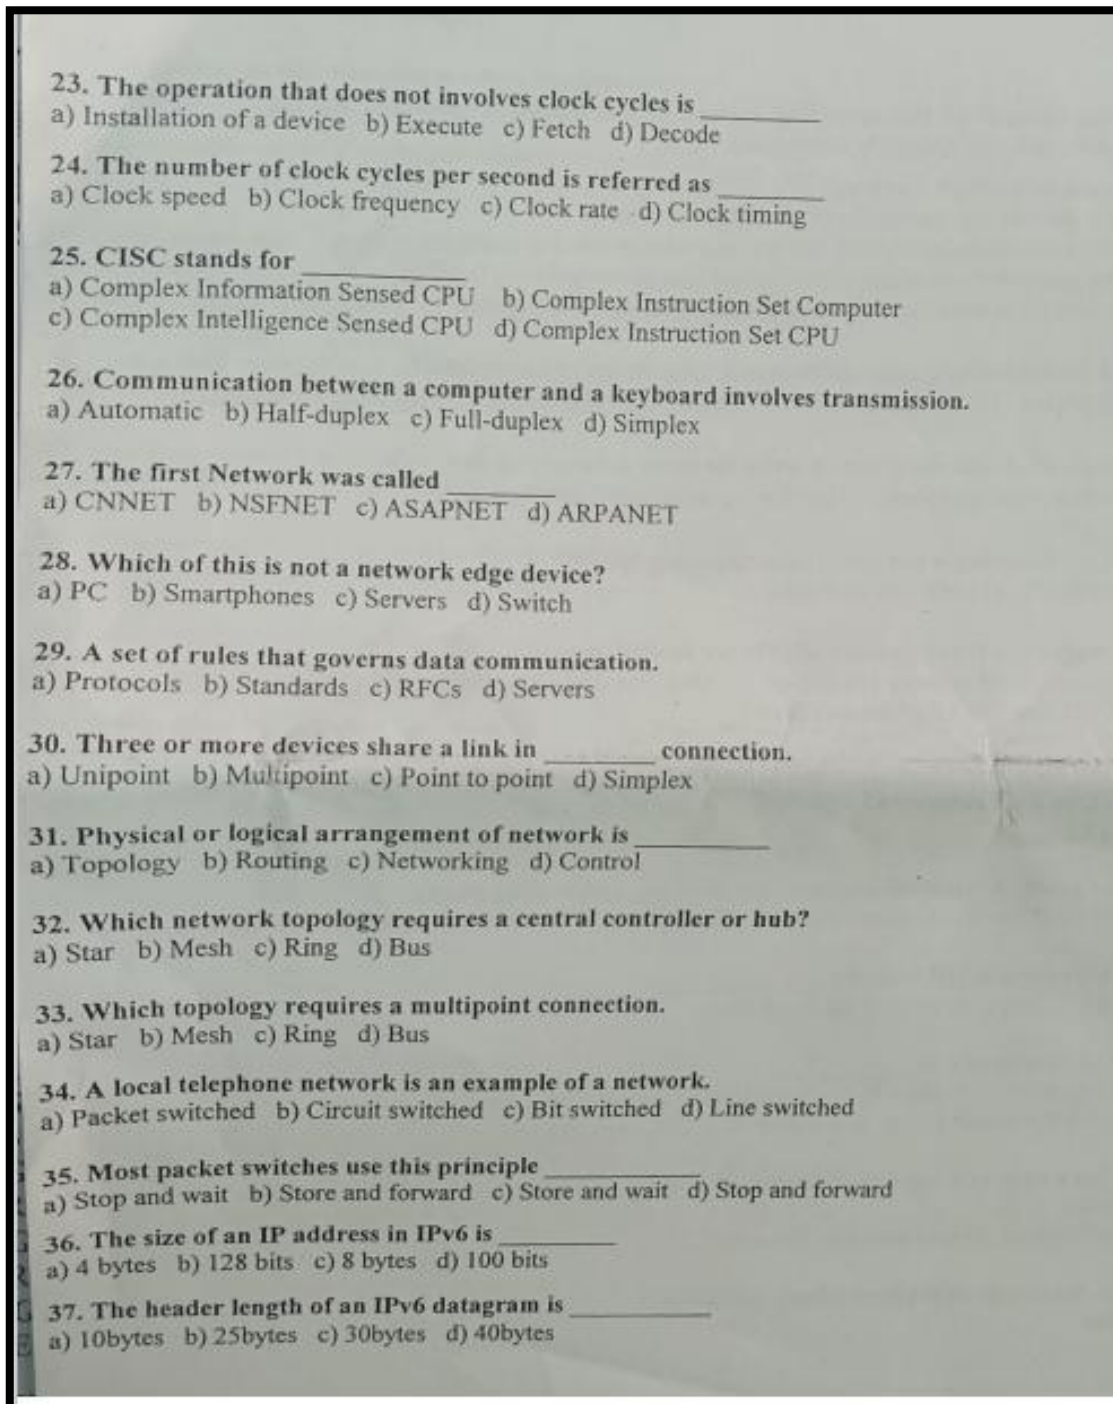 23. The operation that does not involves clock cycles is __________
a) Installation of a device b) Execute c) Fetch d) Decode
24. The number of clock cycles per second is referred as __________
a) Clock speed b) Clock frequency c) Clock rate d) Clock timing
25. CISC stands for __________
a) Complex Information Sensed CPU b) Complex Instruction Set Computer
c) Complex Intelligence Sensed CPU d) Complex Instruction Set CPU
26. Communication between a computer and a keyboard involves transmission.
a) Automatic b) Half-duplex c) Full-duplex d) Simplex
27. The first Network was called __________
a) CNNET b) NSFNET c) ASAPNET d) ARPANET
28. Which of this is not a network edge device?
a) PC b) Smartphones c) Servers d) Switch
29. A set of rules that governs data communication.
a) Protocols b) Standards c) RFCs d) Servers
30. Three or more devices share a link in __________ connection.
a) Unipoint b) Multipoint c) Point to point d) Simplex
31. Physical or logical arrangement of network is __________
a) Topology b) Routing c) Networking d) Control
32. Which network topology requires a central controller or hub?
a) Star b) Mesh c) Ring d) Bus
33. Which topology requires a multipoint connection.
a) Star b) Mesh c) Ring d) Bus
34. A local telephone network is an example of a network.
a) Packet switched b) Circuit switched c) Bit switched d) Line switched
35. Most packet switches use this principle __________
a) Stop and wait b) Store and forward c) Store and wait d) Stop and forward
36. The size of an IP address in IPv6 is __________
a) 4 bytes b) 128 bits c) 8 bytes d) 100 bits
37. The header length of an IPv6 datagram is __________
a) 10bytes b) 25bytes c) 30bytes d) 40bytes